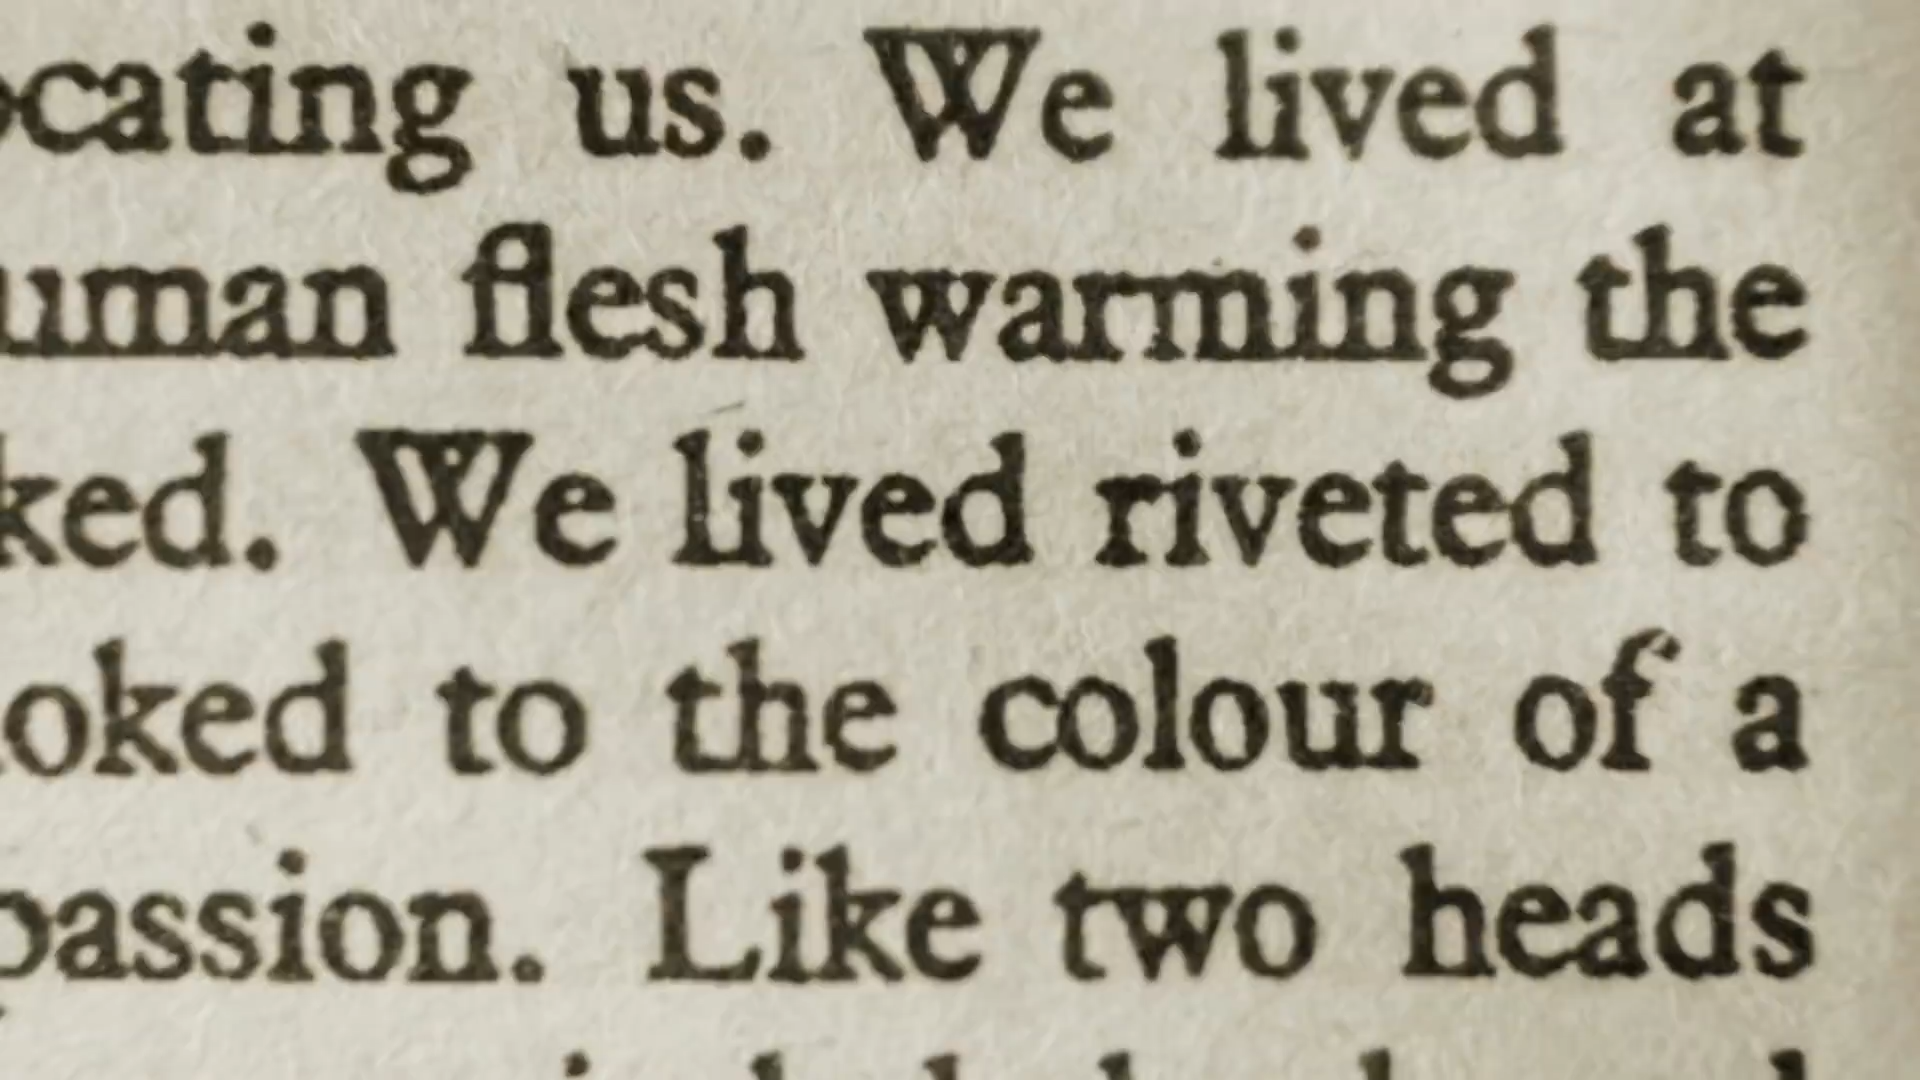 ocating us. We lived at
uman flesh warming the
ked. We lived riveted to
oked to the colour of a
passion. Like two heads